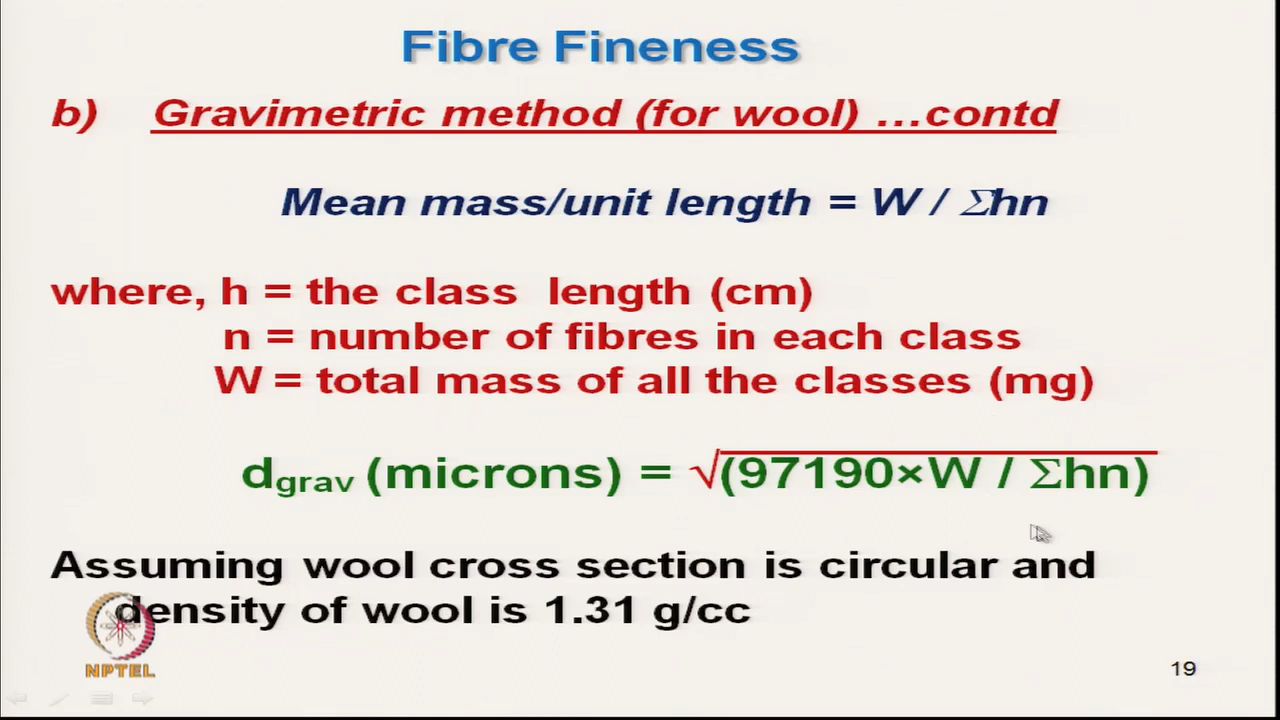 Fibre Fineness
b) Gravimetric method (for wool) ...contd
Mean mass/unit length = W / Σhn
where, h = the class length (cm)
n = number of fibres in each class
W = total mass of all the classes (mg)
dgrav (microns) = √(97190×W / Σhn)
Assuming wool cross section is circular and
density of wool is 1.31 g/cc
NPTEL
19